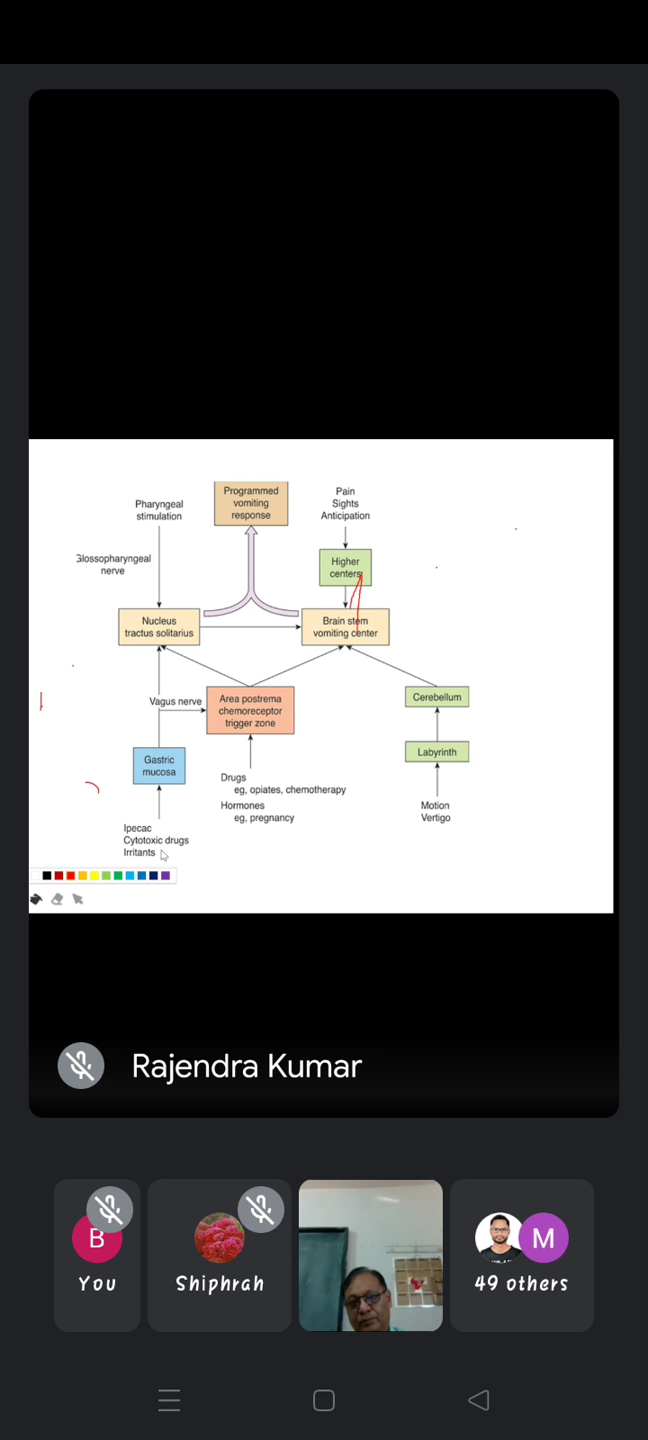 Programmed
vomiting
response
Pain
Sights
Anticipation
Pharyngeal
stimulation
Glossopharyngeal
nerve
Higher
centers
Nucleus
tractus solitarius
Brain stem
vomiting center
Vagus nerve
Area postrema
chemoreceptor
trigger zone
Cerebellum
Gastric
mucosa
Labyrinth
Drugs
eg, opiates, chemotherapy
Hormones
eg, pregnancy
Motion
Vertigo
Ipecac
Cytotoxic drugs
Irritants
Rajendra Kumar
B
You
Shiphrah
M
49 others